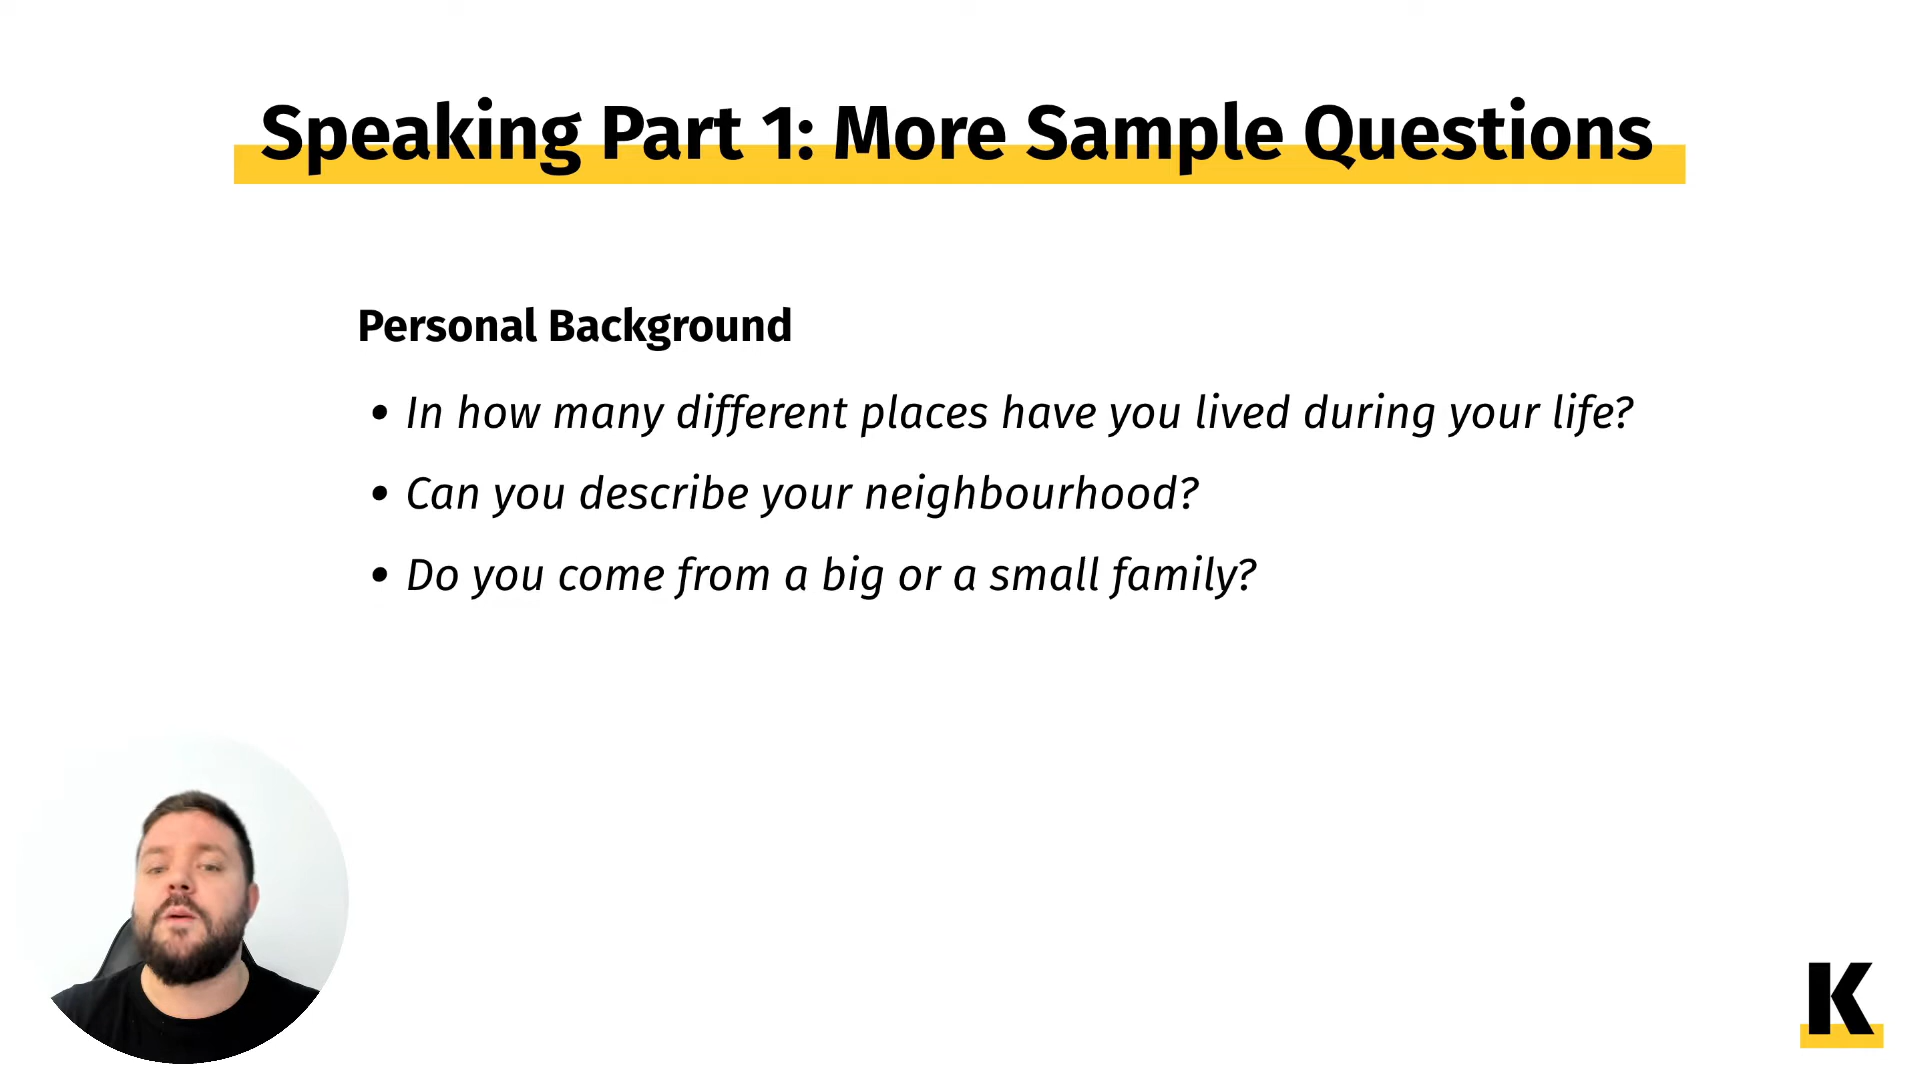 Speaking Part 1: More Sample Questions
Personal Background
• In how many different places have you lived during your life?
• Can you describe your neighbourhood?
• Do you come from a big or a small family?
K